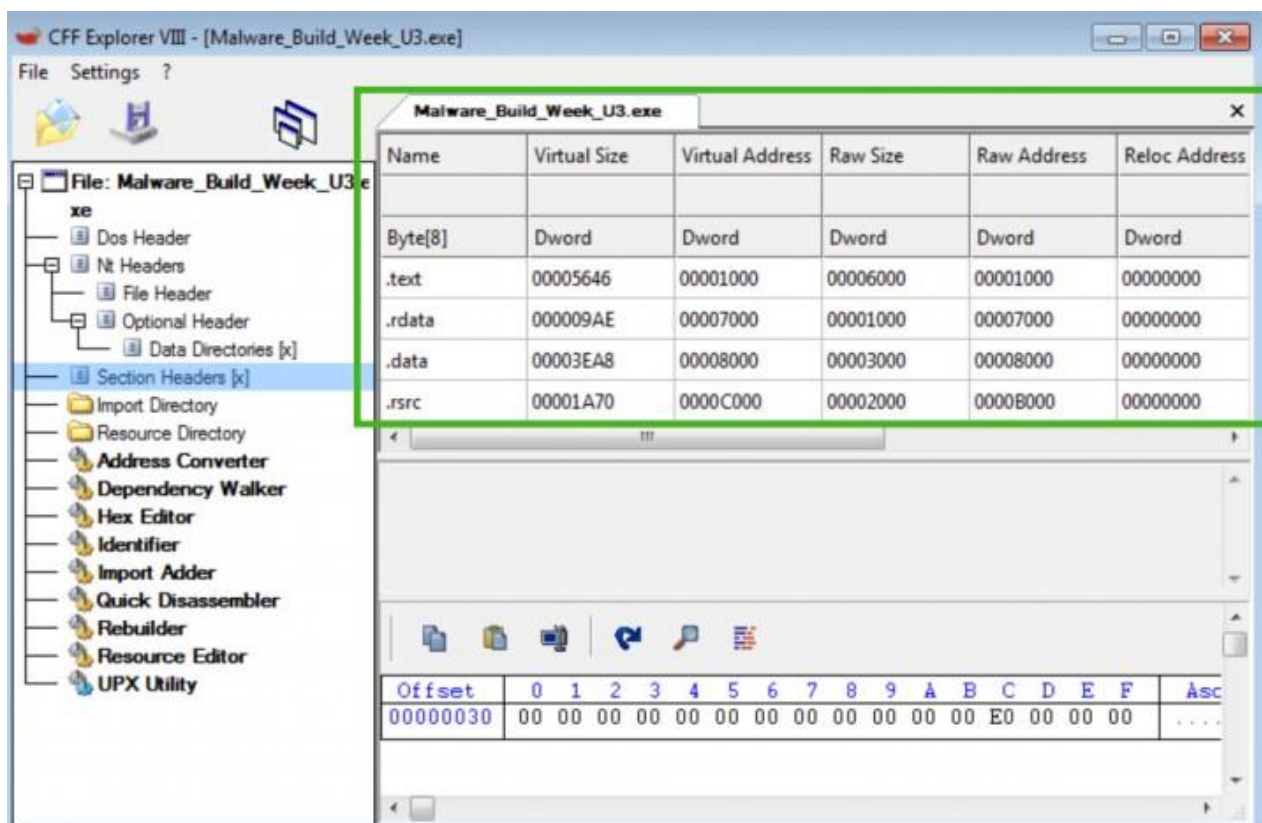 CFF Explorer VIII - [Malware_Build_Week_U3.exe]
File Settings ?
File: Malware_Build_Week_U3.e
xe
Dos Header
Nt Headers
File Header
Optional Header
Data Directories [x]
Section Headers [x]
Import Directory
Resource Directory
Address Converter
Dependency Walker
Hex Editor
Identifier
Import Adder
Quick Disassembler
Rebuilder
Resource Editor
UPX Utility
Malware_Build_Week_U3.exe
Name Virtual Size Virtual Address Raw Size Raw Address Reloc Address
Byte[8] Dword Dword Dword Dword Dword
.text 00005646 00001000 00006000 00001000 00000000
.rdata 000009AE 00007000 00001000 00007000 00000000
.data 00003EA8 00008000 00003000 00008000 00000000
.rsrc 00001A70 0000C000 00002000 0000B000 00000000
Offset 0 1 2 3 4 5 6 7 8 9 A B C D E F Asc
00000030 00 00 00 00 00 00 00 00 00 00 00 00 E0 00 00 00 ....